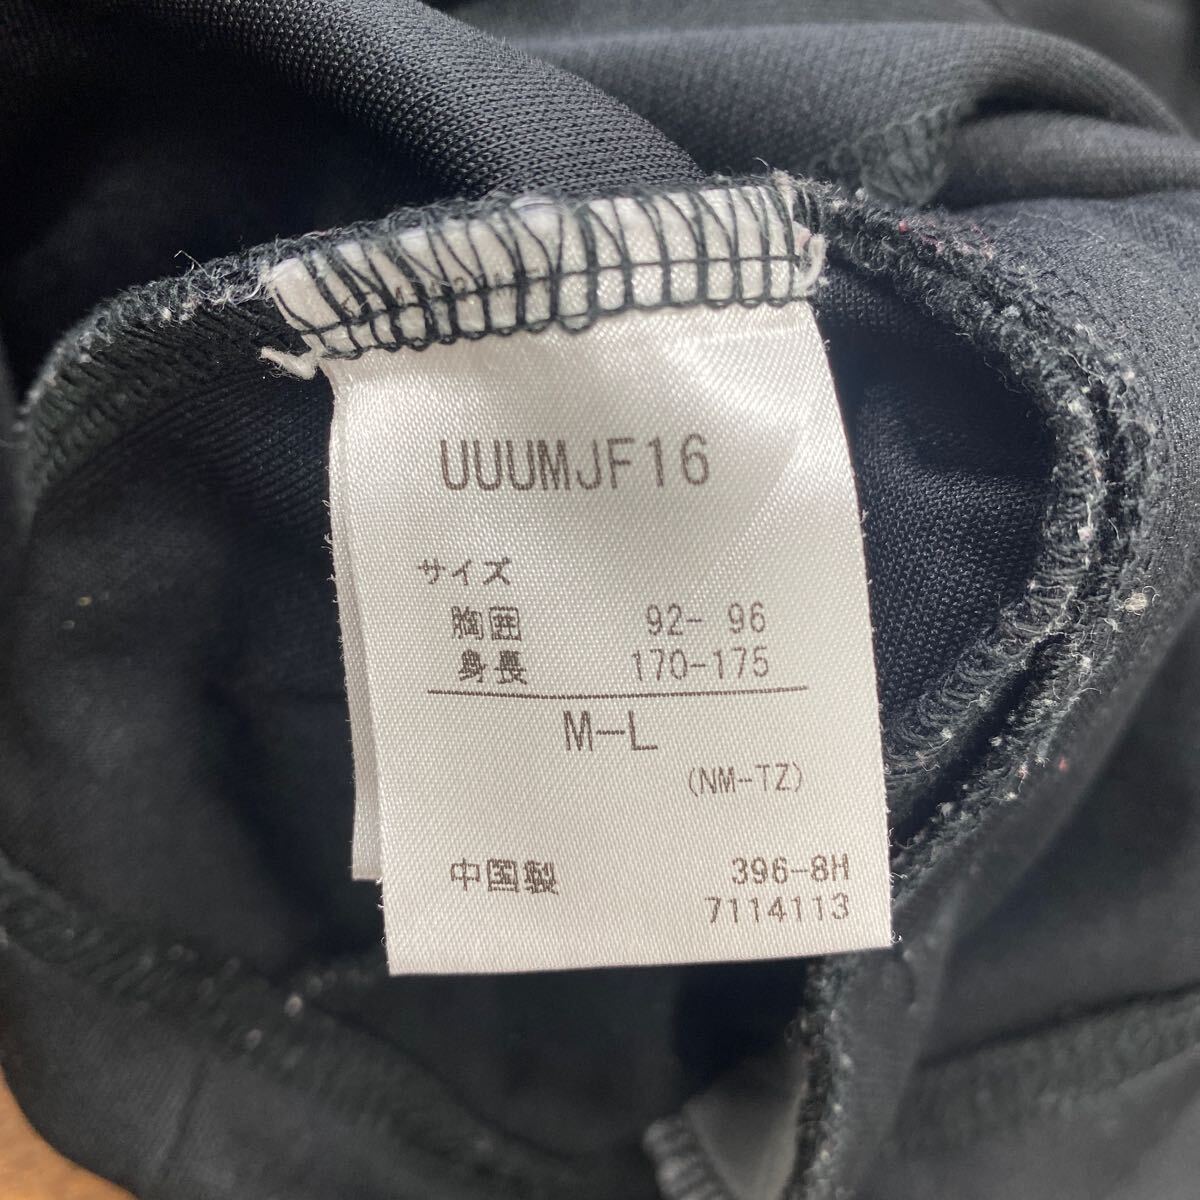 UUUMJF16
サイズ
胸囲 92- 96
身長 170-175
M-L
(NM-TZ)
中国製 396-8H
7114113